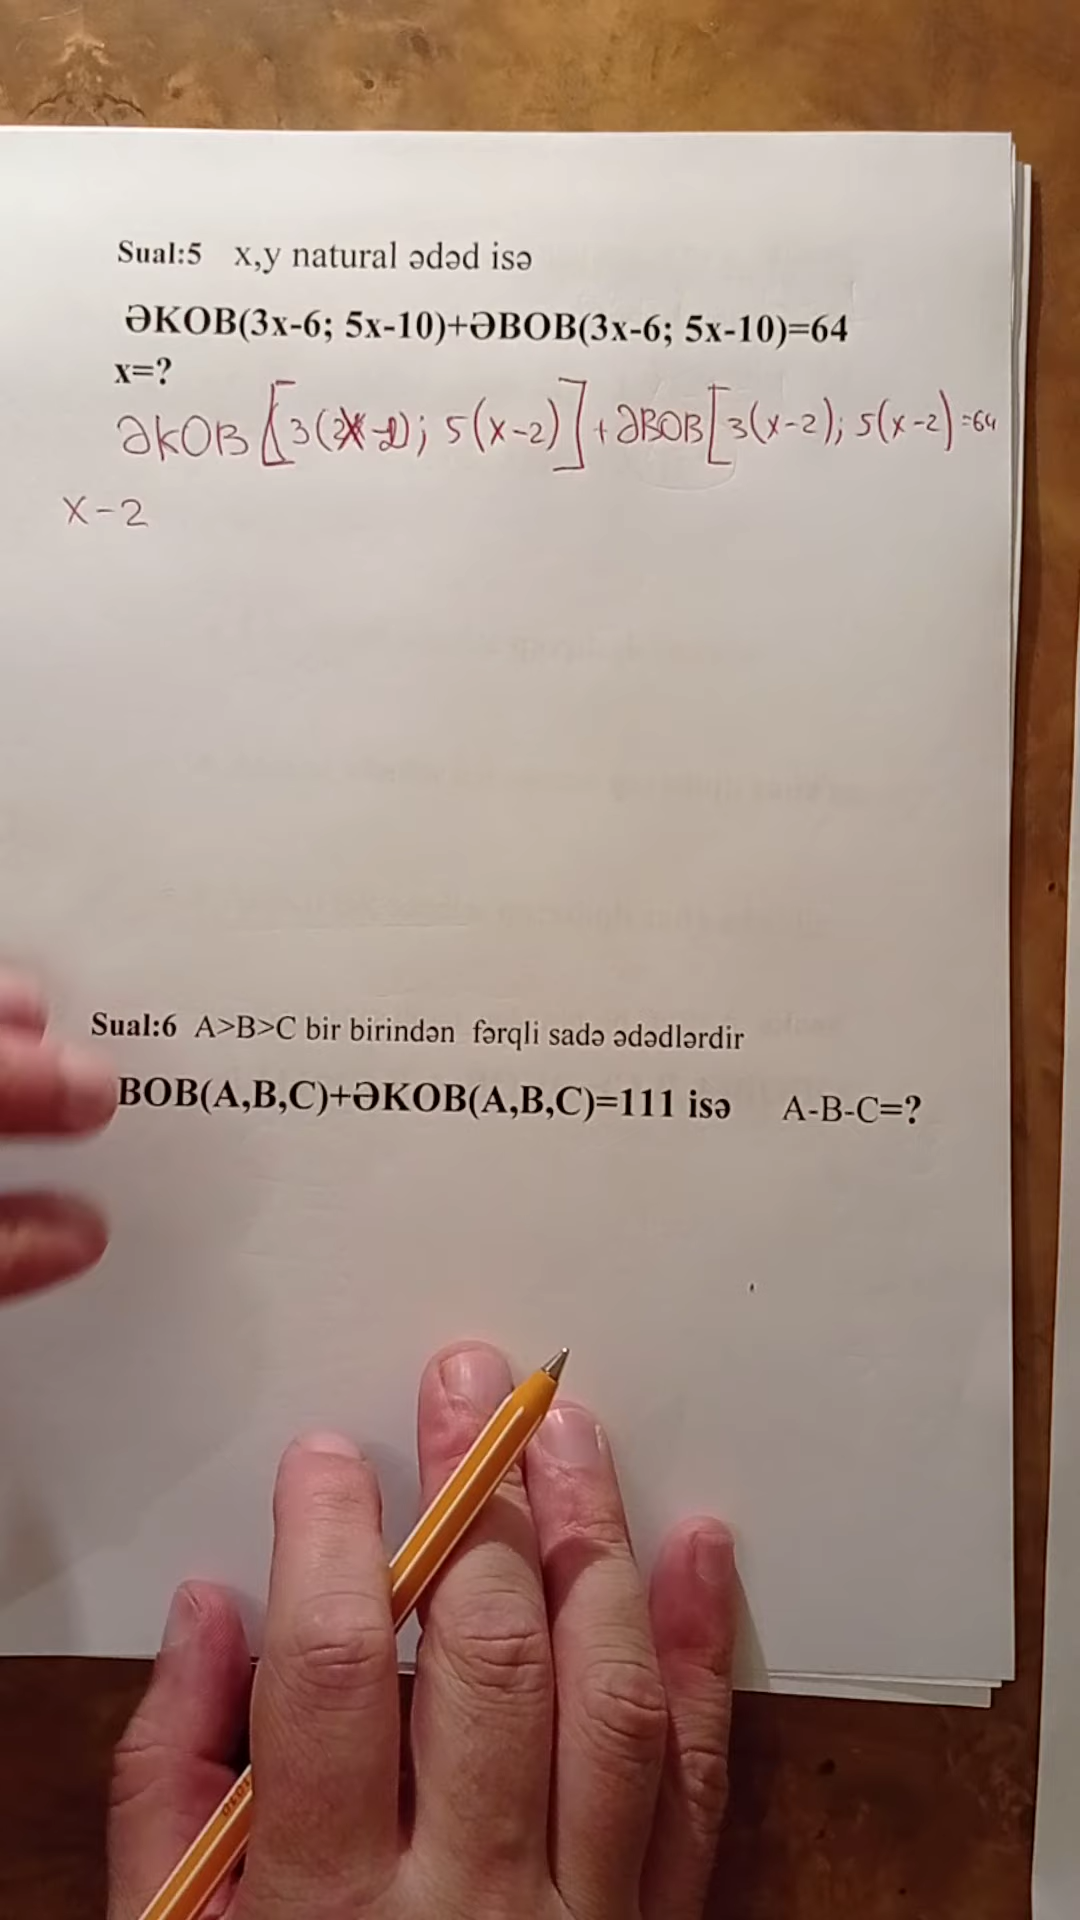 Sual:5 x,y natural ədəd isə
ƏKOB(3x-6; 5x-10)+ƏBOB(3x-6; 5x-10)=64
x=?
ƏKOB [3(x-2); 5(x-2)] + ƏBOB[3(x-2); 5(x-2)=64
x-2
Sual:6 A>B>C bir birindən fərqli sadə ədədlərdir
BOB(A,B,C)+ƏKOB(A,B,C)=111 isə A-B-C=?